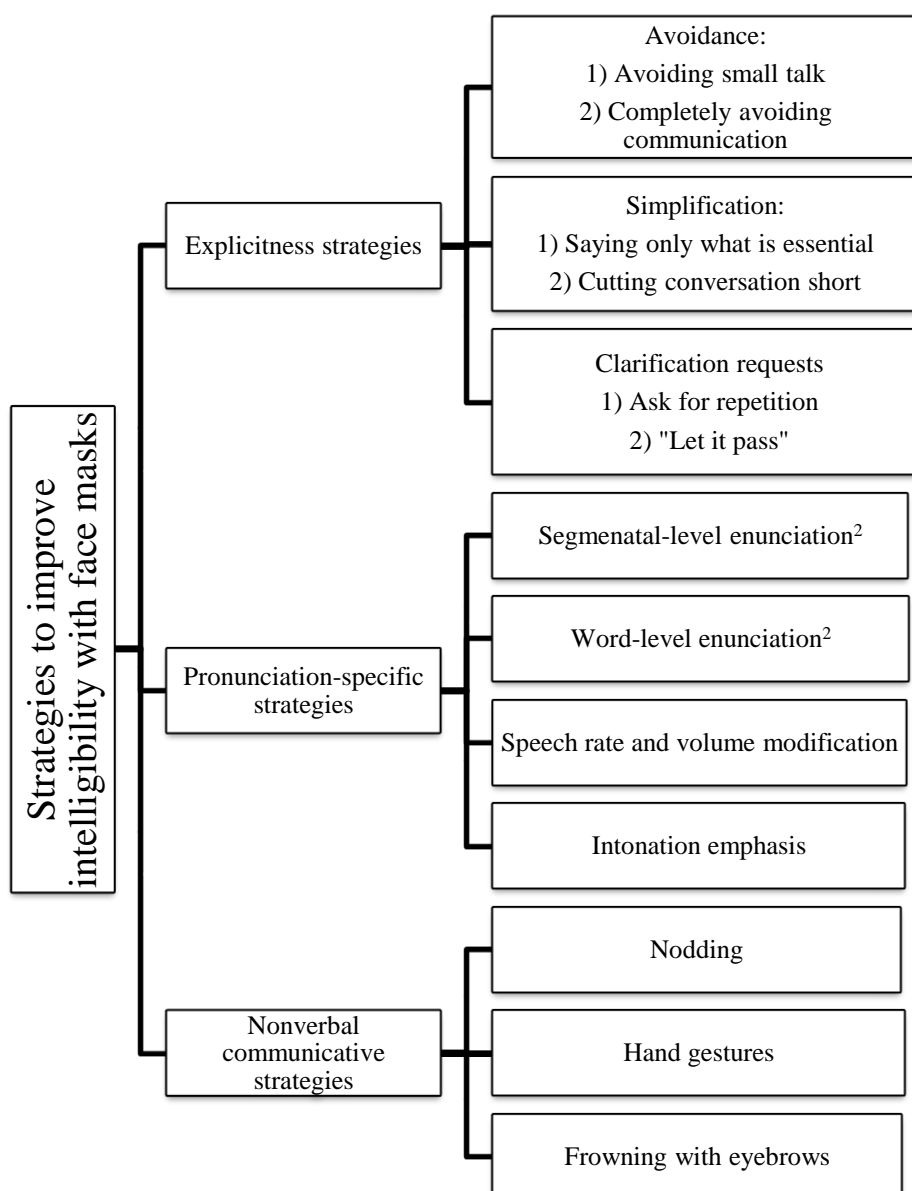 Strategies to improve
intelligibility with face masks
Explicitness strategies
Avoidance:
1) Avoiding small talk
2) Completely avoiding
communication
Simplification:
1) Saying only what is essential
2) Cutting conversation short
Clarification requests
1) Ask for repetition
2) "Let it pass"
Pronunciation-specific
strategies
Segmenatal-level enunciation²
Word-level enunciation²
Speech rate and volume modification
Intonation emphasis
Nonverbal
communicative
strategies
Nodding
Hand gestures
Frowning with eyebrows